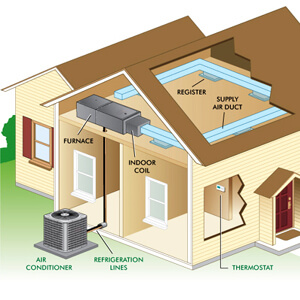 REGISTER
SUPPLY
AIR DUCT
FURNACE
INDOOR
COIL
AIR
CONDITIONER
REFRIGERATION
LINES
THERMOSTAT